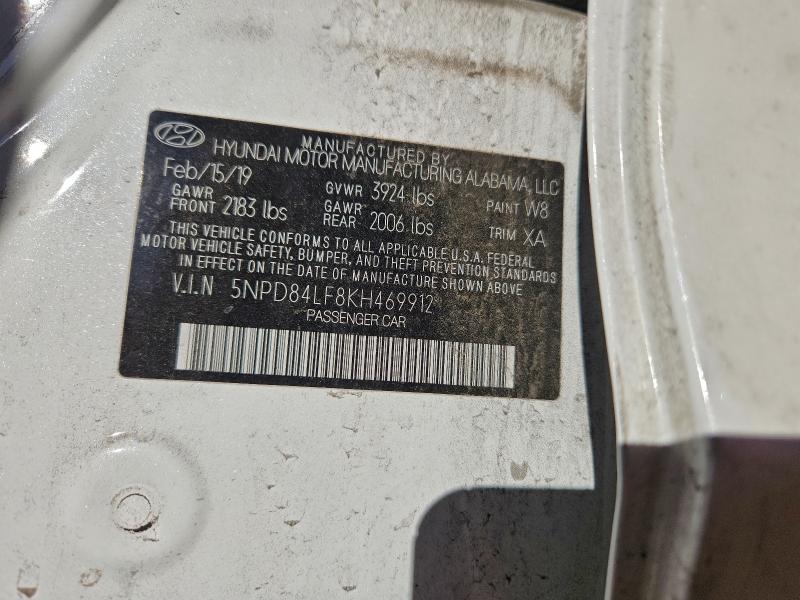 MANUFACTURED BY
HYUNDAI MOTOR MANUFACTURING ALABAMA, LLC
Feb/15/19 GVWR 3924 lbs PAINT W8
GAWR FRONT 2183 lbs GAWR REAR 2006 lbs TRIM XA
THIS VEHICLE CONFORMS TO ALL APPLICABLE U.S.A. FEDERAL
MOTOR VEHICLE SAFETY, BUMPER, AND THEFT PREVENTION STANDARDS
IN EFFECT ON THE DATE OF MANUFACTURE SHOWN ABOVE
V.I.N 5NPD84LF8KH469912
PASSENGER CAR